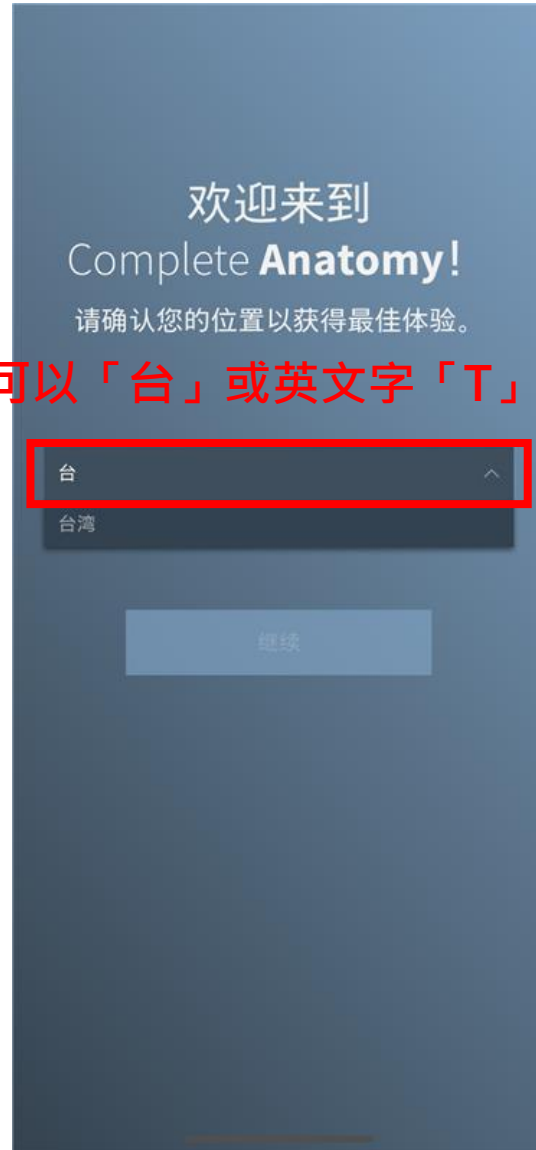 欢迎来到
Complete Anatomy!
请确认您的位置以获得最佳体验。
可以「台」或英文字「T」
台
台湾
继续